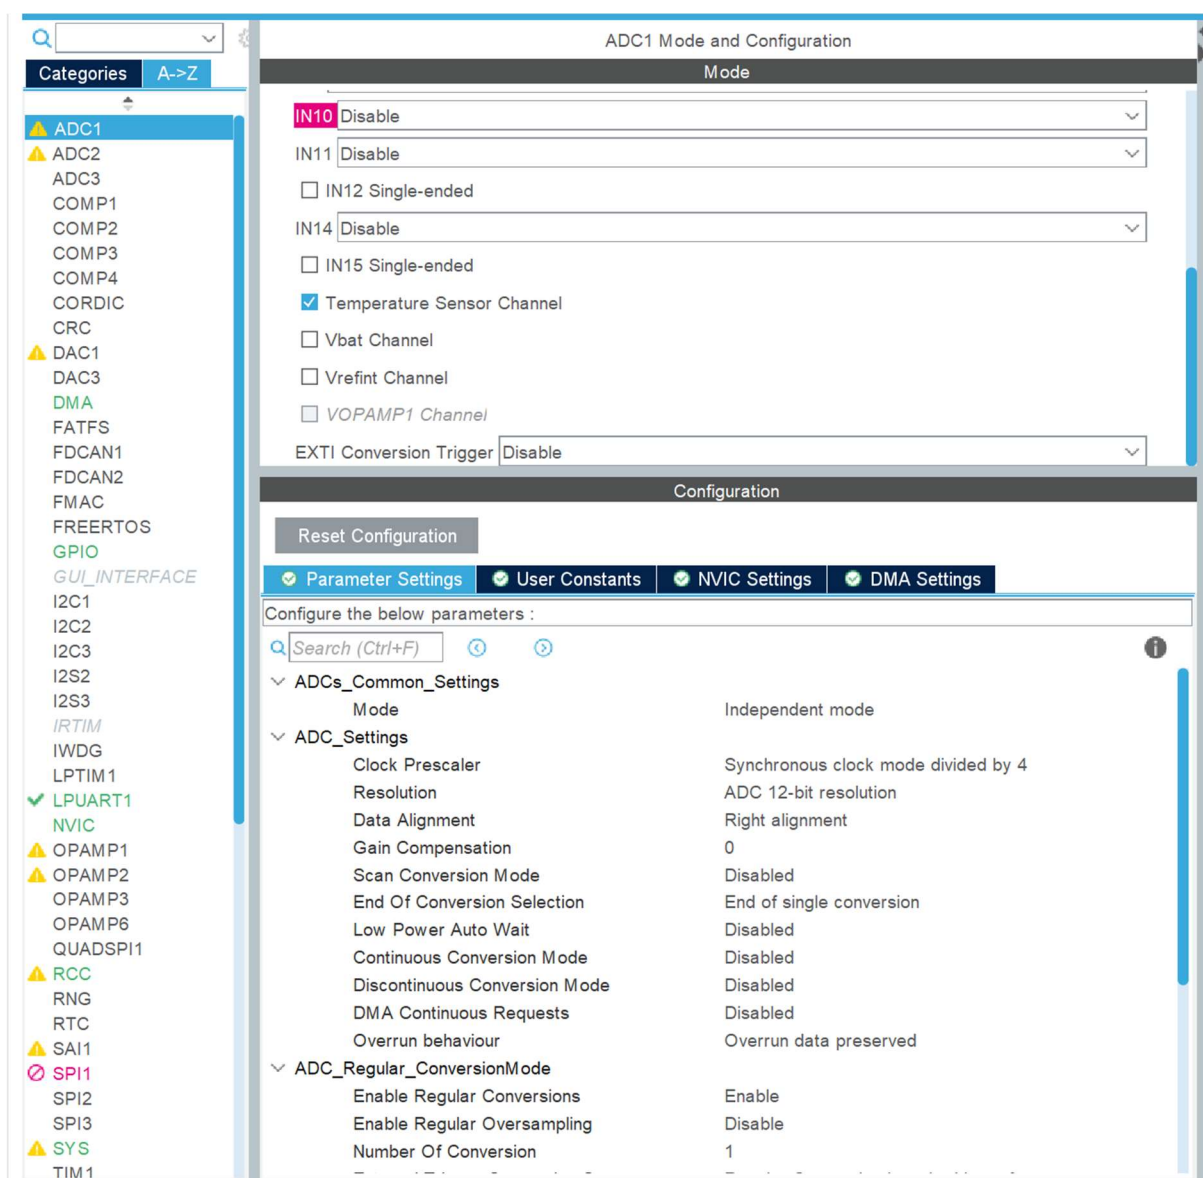 ADC1 Mode and Configuration
Categories A->Z
Mode
IN10 Disable
ADC1
ADC2
ADC3
COMP1
COMP2
COMP3
COMP4
CORDIC
CRC
DAC1
DAC3
DMA
FATFS
FDCAN1
FDCAN2
FMAC
FREERTOS
GPIO
GUI_INTERFACE
I2C1
I2C2
I2C3
I2S2
I2S3
IRTIM
IWDG
LPTIM1
LPUART1
NVIC
OPAMP1
OPAMP2
OPAMP3
OPAMP6
QUADSPI1
RCC
RNG
RTC
SAI1
SPI1
SPI2
SPI3
SYS
TIM1
IN11 Disable
IN12 Single-ended
IN14 Disable
IN15 Single-ended
Temperature Sensor Channel
Vbat Channel
Vrefint Channel
VOPAMP1 Channel
EXTI Conversion Trigger Disable
Configuration
Reset Configuration
Parameter Settings User Constants NVIC Settings DMA Settings
Configure the below parameters :
Search (Ctrl+F)
ADCs_Common_Settings
Mode Independent mode
ADC_Settings
Clock Prescaler Synchronous clock mode divided by 4
Resolution ADC 12-bit resolution
Data Alignment Right alignment
Gain Compensation 0
Scan Conversion Mode Disabled
End Of Conversion Selection End of single conversion
Low Power Auto Wait Disabled
Continuous Conversion Mode Disabled
Discontinuous Conversion Mode Disabled
DMA Continuous Requests Disabled
Overrun behaviour Overrun data preserved
ADC_Regular_ConversionMode
Enable Regular Conversions Enable
Enable Regular Oversampling Disable
Number Of Conversion 1